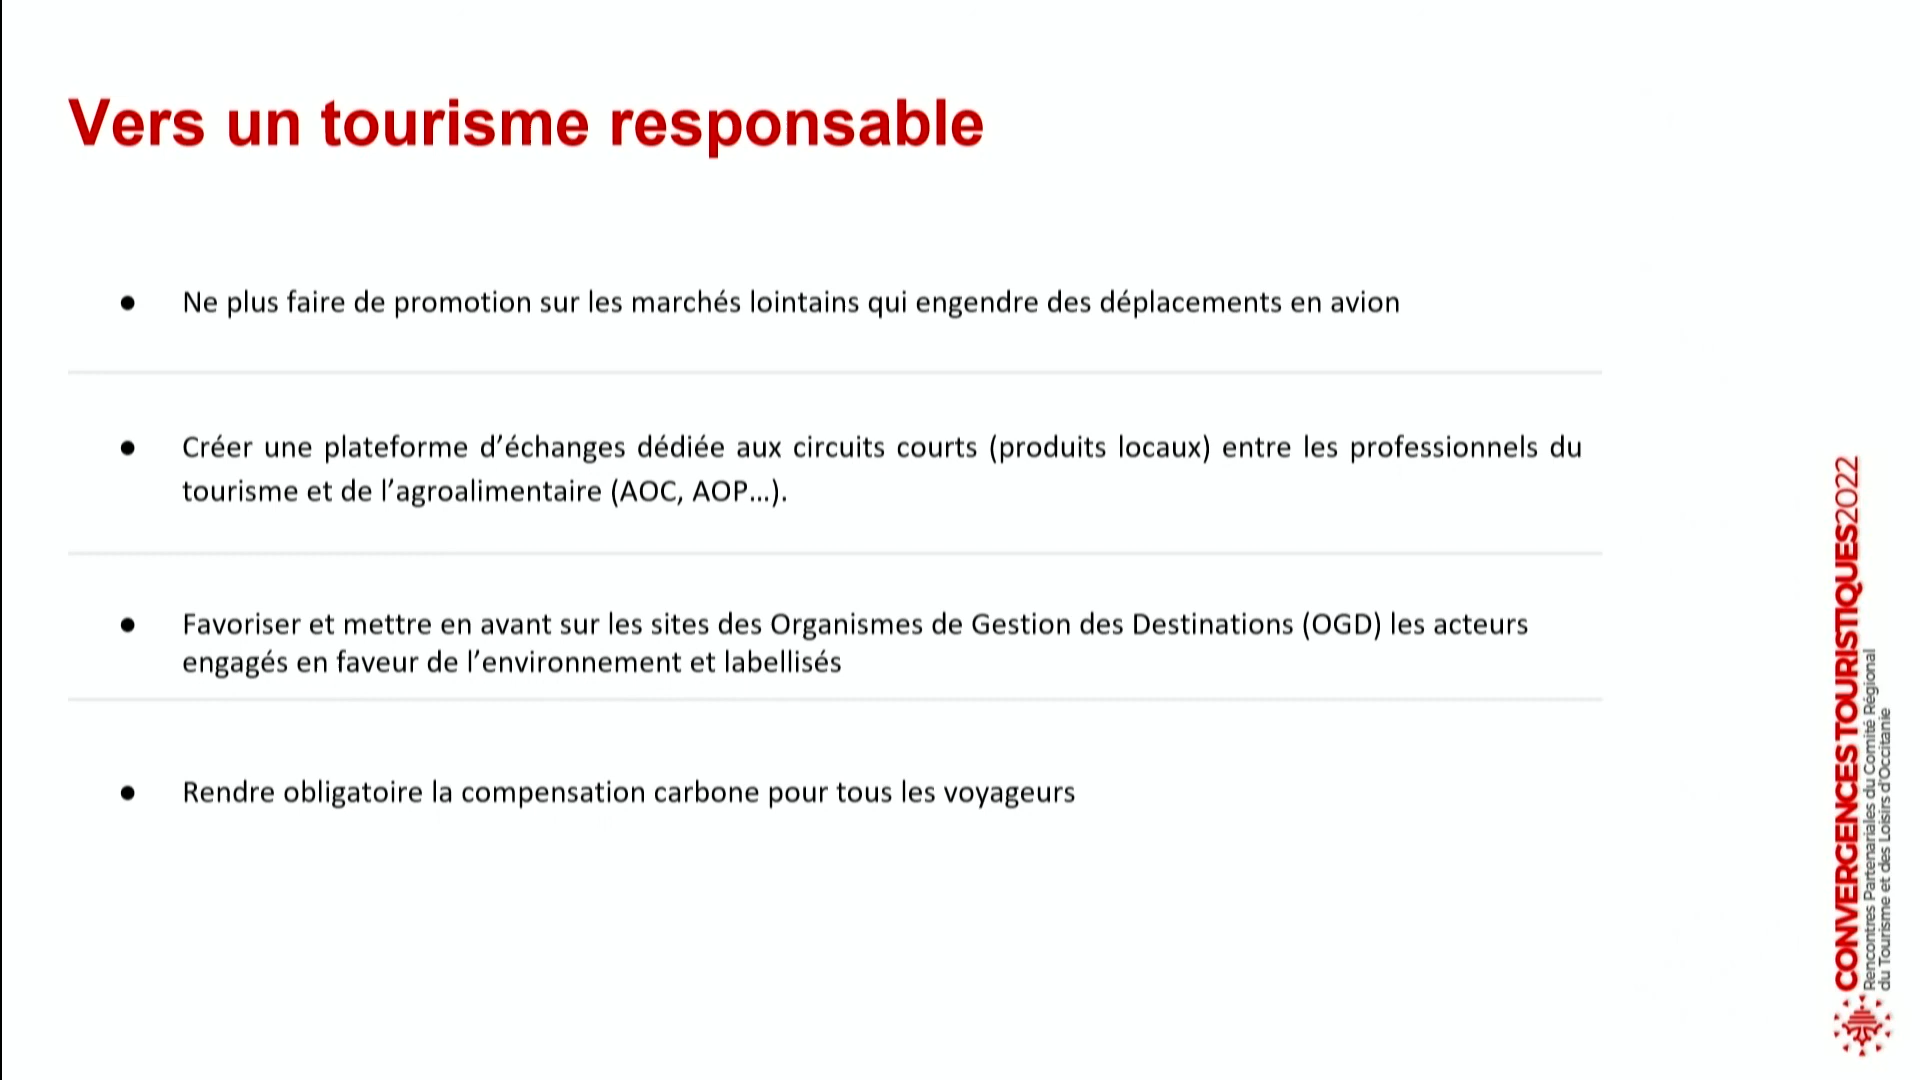 Vers un tourisme responsable
● Ne plus faire de promotion sur les marchés lointains qui engendre des déplacements en avion
● Créer une plateforme d’échanges dédiée aux circuits courts (produits locaux) entre les professionnels du
tourisme et de l’agroalimentaire (AOC, AOP...).
● Favoriser et mettre en avant sur les sites des Organismes de Gestion des Destinations (OGD) les acteurs
engagés en faveur de l’environnement et labellisés
● Rendre obligatoire la compensation carbone pour tous les voyageurs
CONVERGENCESTOURISTIQUES2022
Rencontres Partenariales du Comité Régional
du Tourisme et des Loisirs d'Occitanie